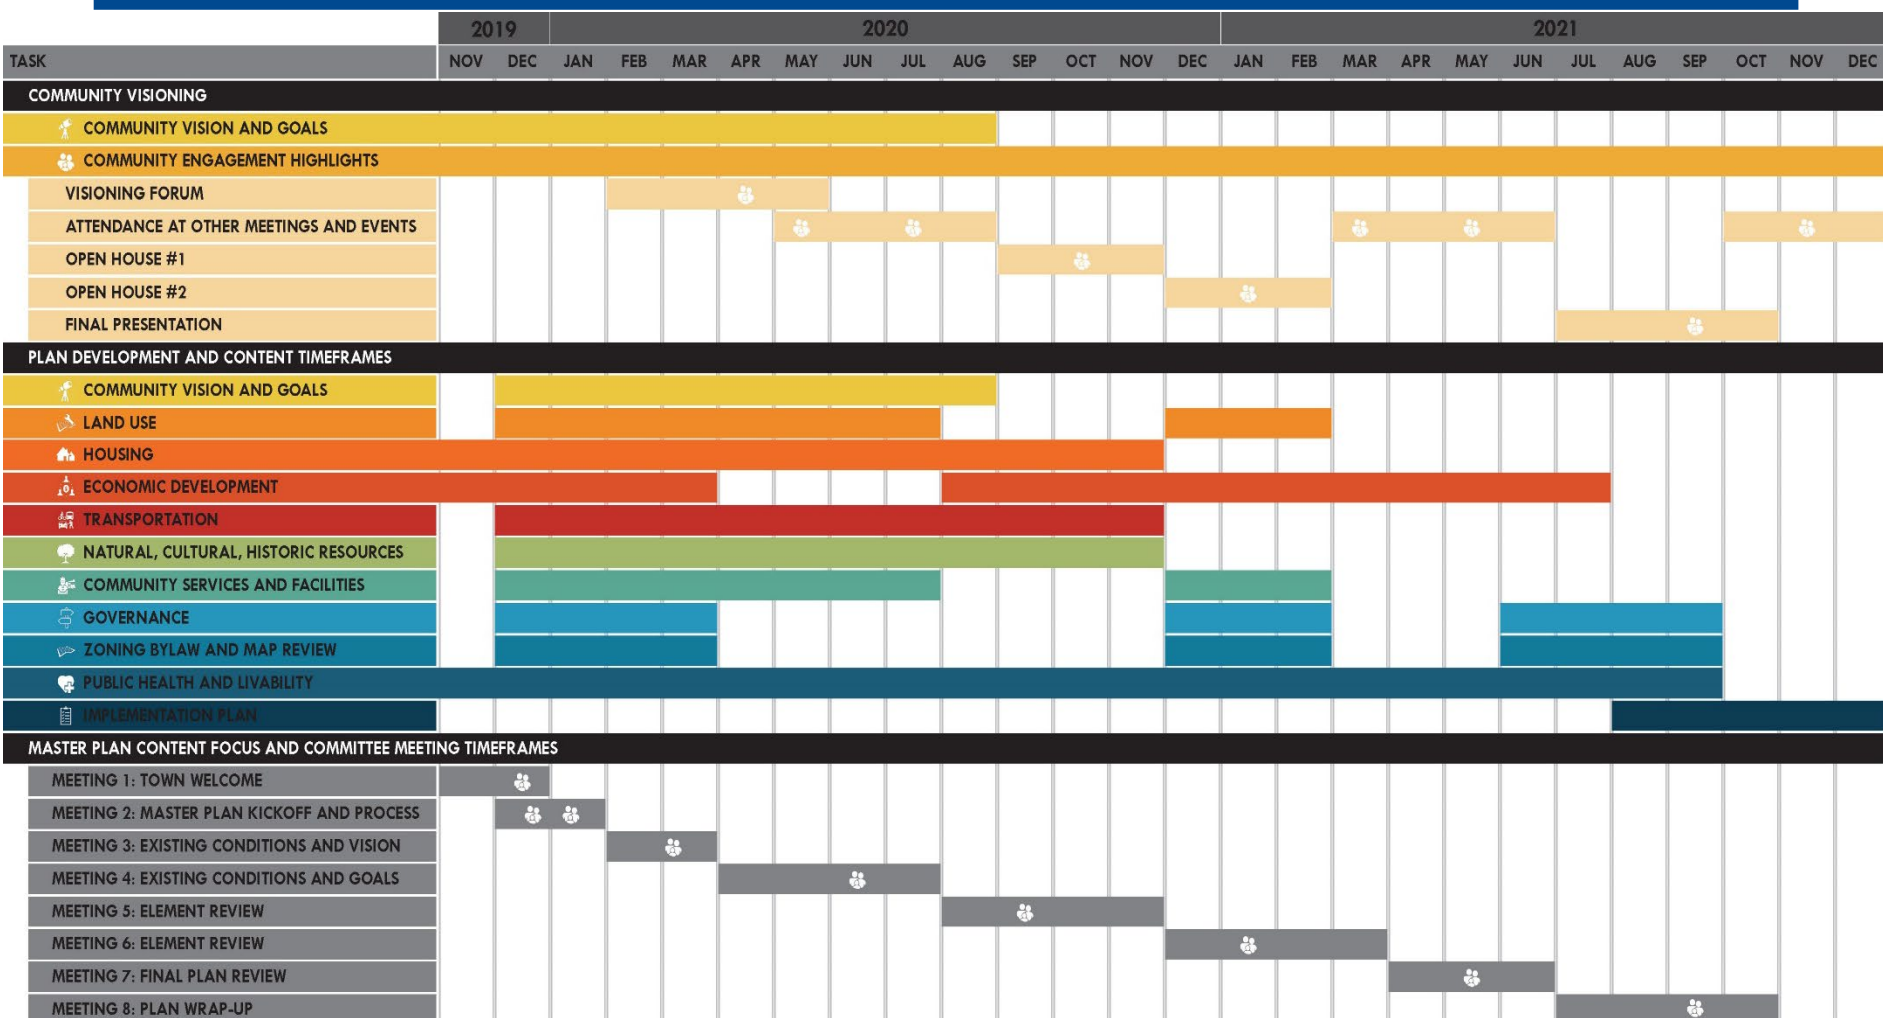 2019 2020 2021
TASK NOV DEC JAN FEB MAR APR MAY JUN JUL AUG SEP OCT NOV DEC JAN FEB MAR APR MAY JUN JUL AUG SEP OCT NOV DEC
COMMUNITY VISIONING
COMMUNITY VISION AND GOALS
COMMUNITY ENGAGEMENT HIGHLIGHTS
VISIONING FORUM
ATTENDANCE AT OTHER MEETINGS AND EVENTS
OPEN HOUSE #1
OPEN HOUSE #2
FINAL PRESENTATION
PLAN DEVELOPMENT AND CONTENT TIMEFRAMES
COMMUNITY VISION AND GOALS
LAND USE
HOUSING
ECONOMIC DEVELOPMENT
TRANSPORTATION
NATURAL, CULTURAL, HISTORIC RESOURCES
COMMUNITY SERVICES AND FACILITIES
GOVERNANCE
ZONING BYLAW AND MAP REVIEW
PUBLIC HEALTH AND LIVABILITY
IMPLEMENTATION PLAN
MASTER PLAN CONTENT FOCUS AND COMMITTEE MEETING TIMEFRAMES
MEETING 1: TOWN WELCOME
MEETING 2: MASTER PLAN KICKOFF AND PROCESS
MEETING 3: EXISTING CONDITIONS AND VISION
MEETING 4: EXISTING CONDITIONS AND GOALS
MEETING 5: ELEMENT REVIEW
MEETING 6: ELEMENT REVIEW
MEETING 7: FINAL PLAN REVIEW
MEETING 8: PLAN WRAP-UP